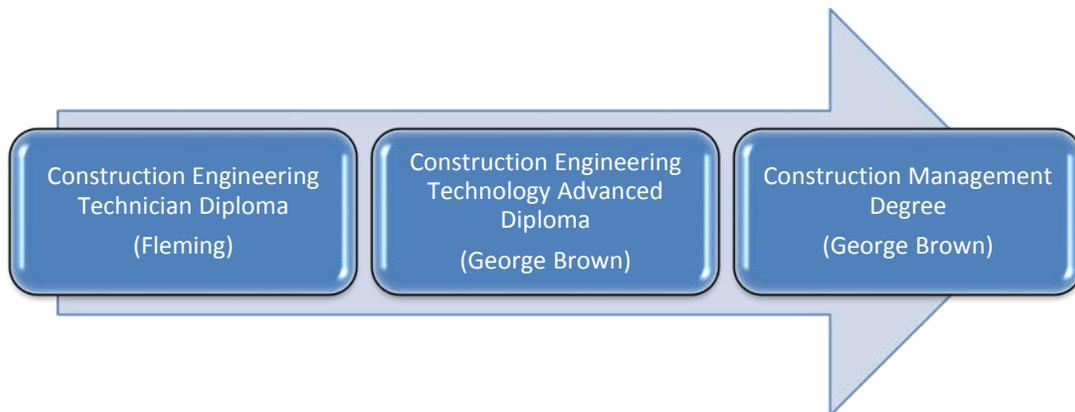 Construction Engineering
Technician Diploma
(Fleming)
Construction Engineering
Technology Advanced
Diploma
(George Brown)
Construction Management
Degree
(George Brown)